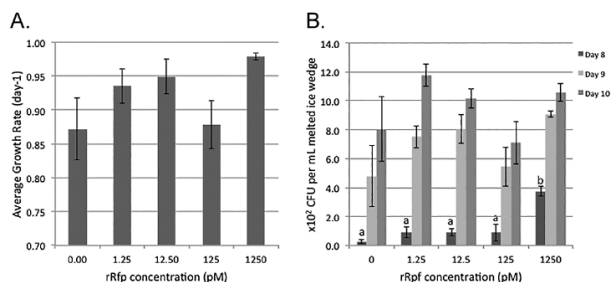 A.
Average Growth Rate (day-1)
1.00
0.95
0.90
0.85
0.80
0.75
0.70
0.00 1.25 12.50 125 1250
rRfp concentration (pM)
B.
x10² CFU per mL melted ice wedge
14.0
12.0
10.0
8.0
6.0
4.0
2.0
0.0
a a a a b
0 1.25 12.5 125 1250
rRpf concentration (pM)
Day 8
Day 9
Day 10